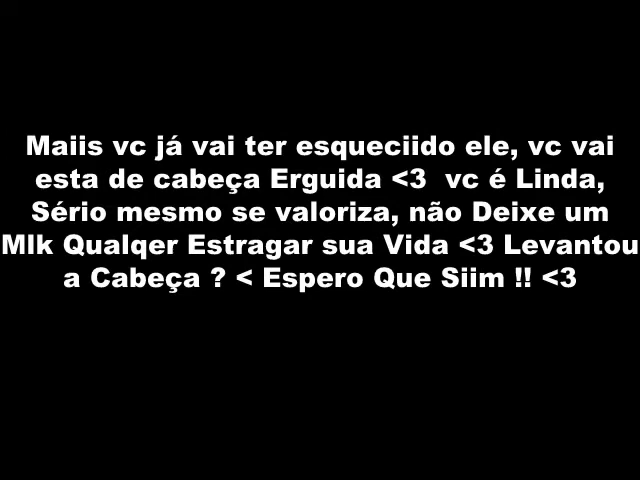 Maiis vc já vai ter esqueciido ele, vc vai
esta de cabeça Erguida <3  vc é Linda,
Sério mesmo se valoriza, não Deixe um
Mlk Qualqer Estragar sua Vida <3 Levantou
a Cabeça ? < Espero Que Siim !! <3